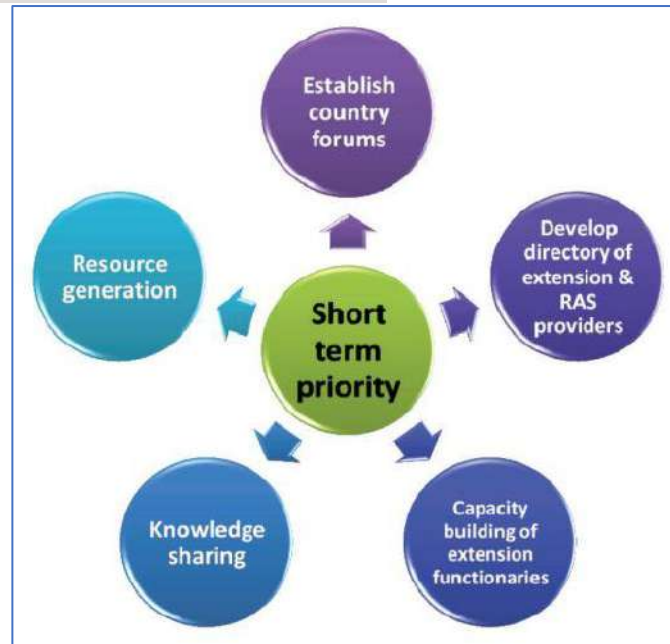 Establish
country
forums
Develop
directory of
extension &
RAS
providers
Capacity
building of
extension
functionaries
Knowledge
sharing
Resource
generation
Short
term
priority